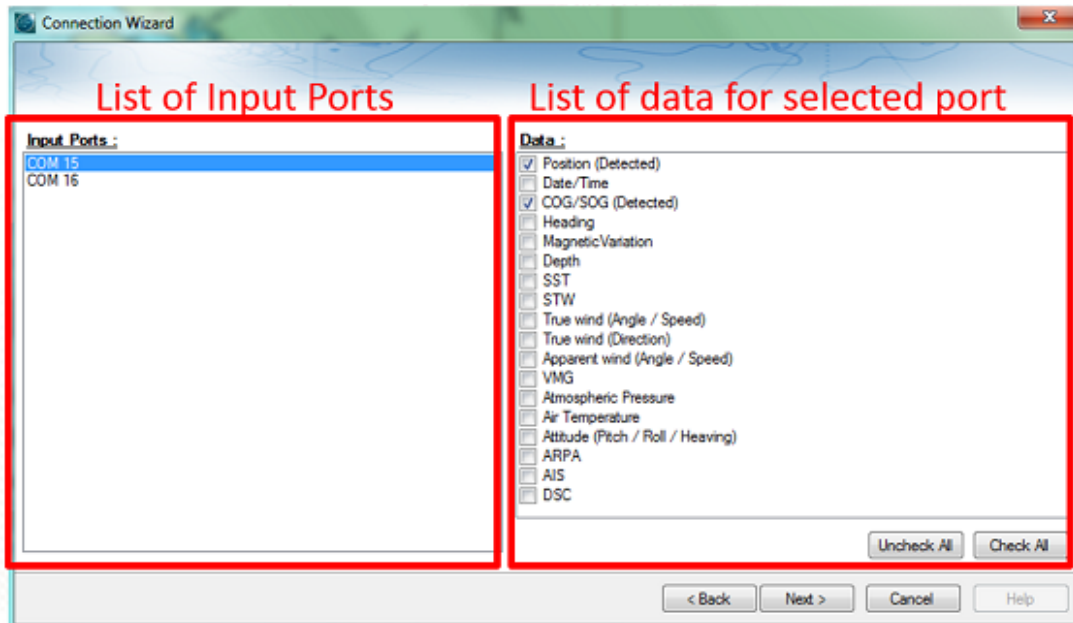 Connection Wizard
List of Input Ports
List of data for selected port
Input Ports :
COM 15
COM 16
Data :
Position (Detected)
Date/Time
COG/SOG (Detected)
Heading
MagneticVariation
Depth
SST
STW
True wind (Angle / Speed)
True wind (Direction)
Apparent wind (Angle / Speed)
VMG
Atmospheric Pressure
Air Temperature
Attitude (Pitch / Roll / Heaving)
ARPA
AIS
DSC
Uncheck All
Check All
< Back
Next >
Cancel
Help